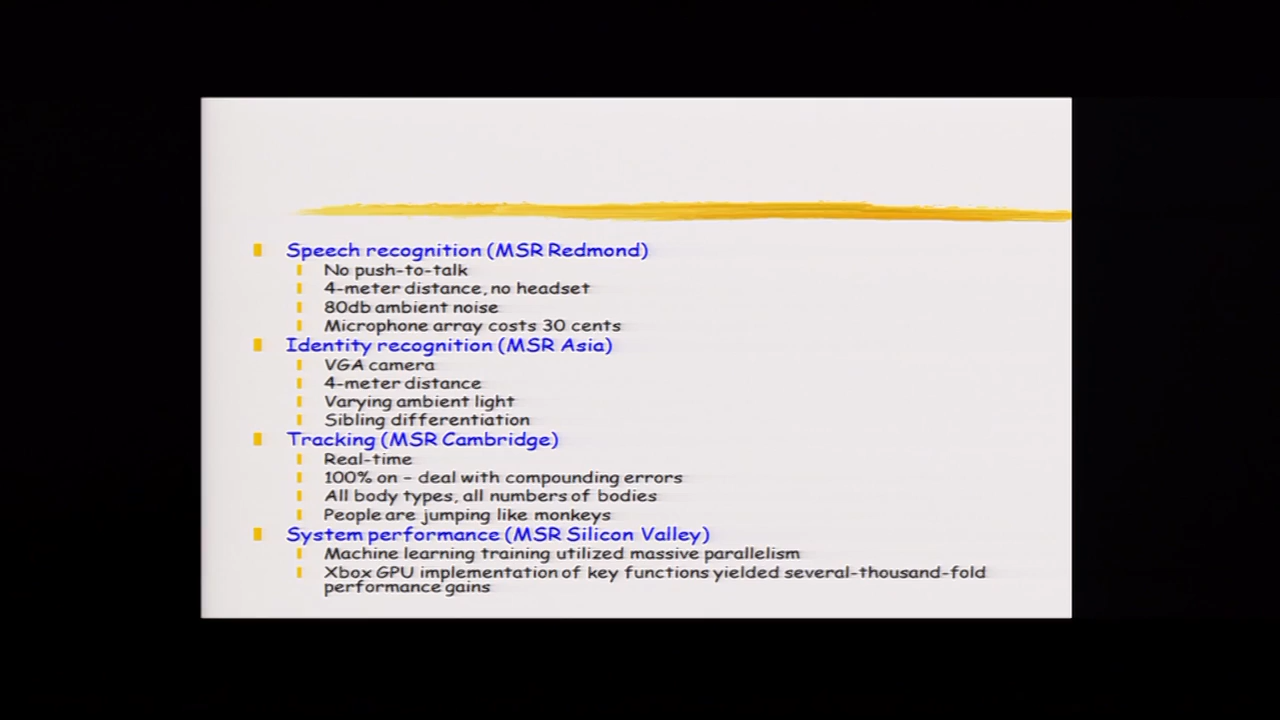 Speech recognition (MSR Redmond)
No push-to-talk
4-meter distance, no headset
80db ambient noise
Microphone array costs 30 cents
Identity recognition (MSR Asia)
VGA camera
4-meter distance
Varying ambient light
Sibling differentiation
Tracking (MSR Cambridge)
Real-time
100% on – deal with compounding errors
All body types, all numbers of bodies
People are jumping like monkeys
System performance (MSR Silicon Valley)
Machine learning training utilized massive parallelism
Xbox GPU implementation of key functions yielded several-thousand-fold
performance gains